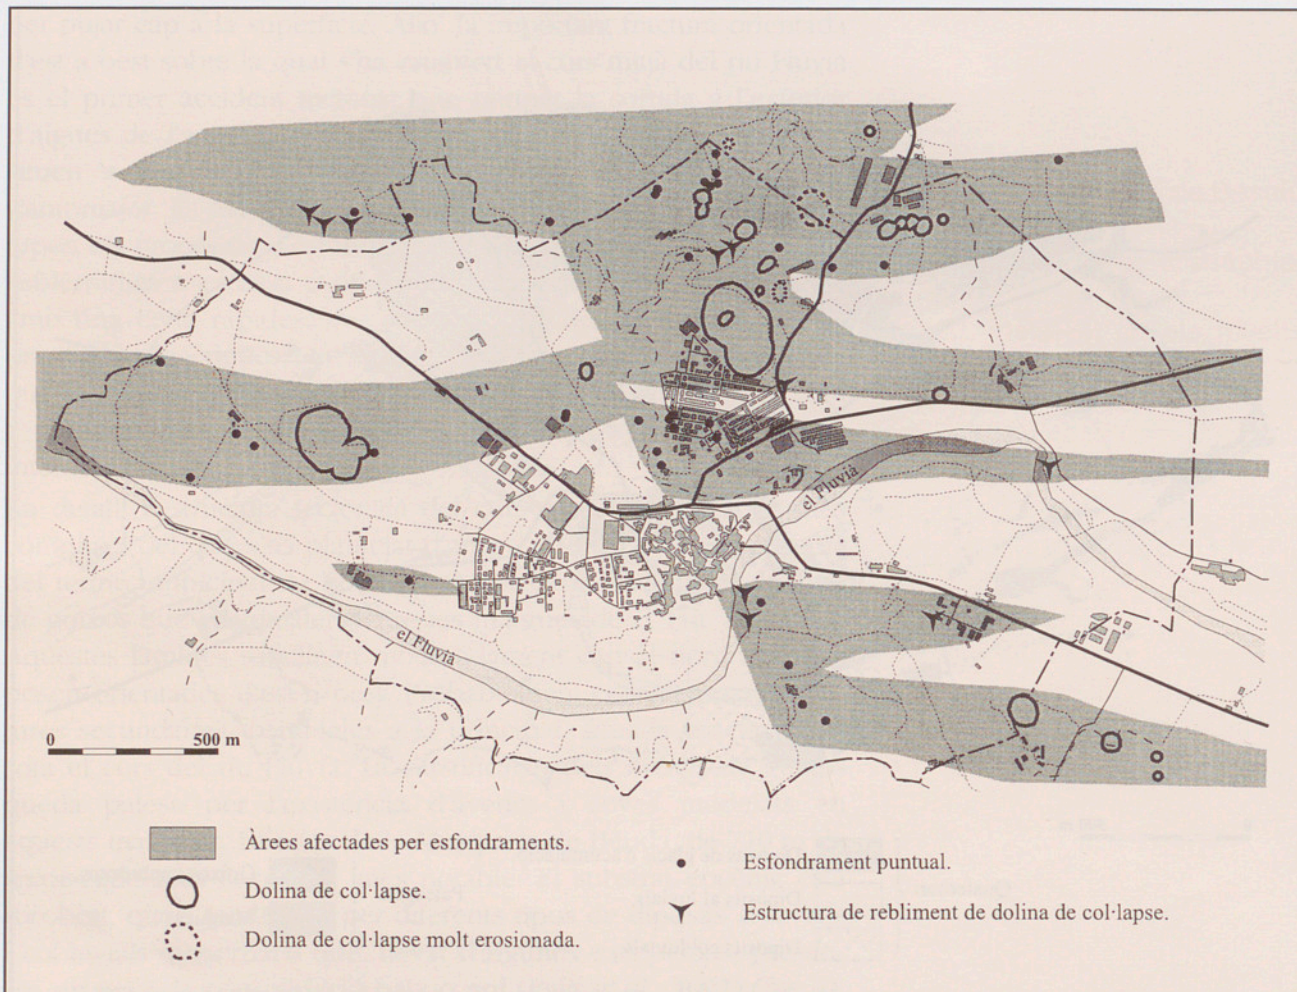 el Fluvià
el Fluvià
0 500 m
Àrees afectades per esfondraments.
Dolina de col·lapse.
Dolina de col·lapse molt erosionada.
Esfondrament puntual.
Estructura de rebliment de dolina de col·lapse.